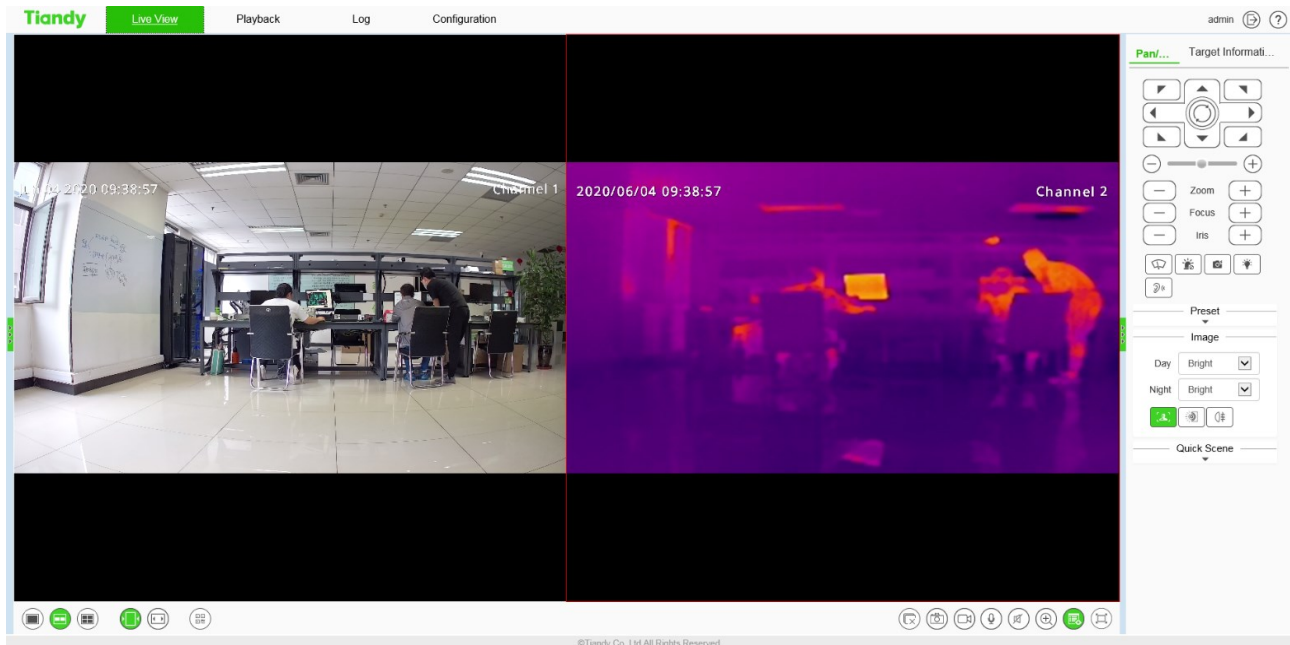 Tiandy
Live View
Playback
Log
Configuration
admin
?
2020 09:38:57
Channel 1
2020/06/04 09:38:57
Channel 2
Pan/...
Target Informati...
Zoom
Focus
Iris
Preset
Image
Day Bright
Night Bright
Quick Scene
©Tiandy Co.,Ltd All Rights Reserved